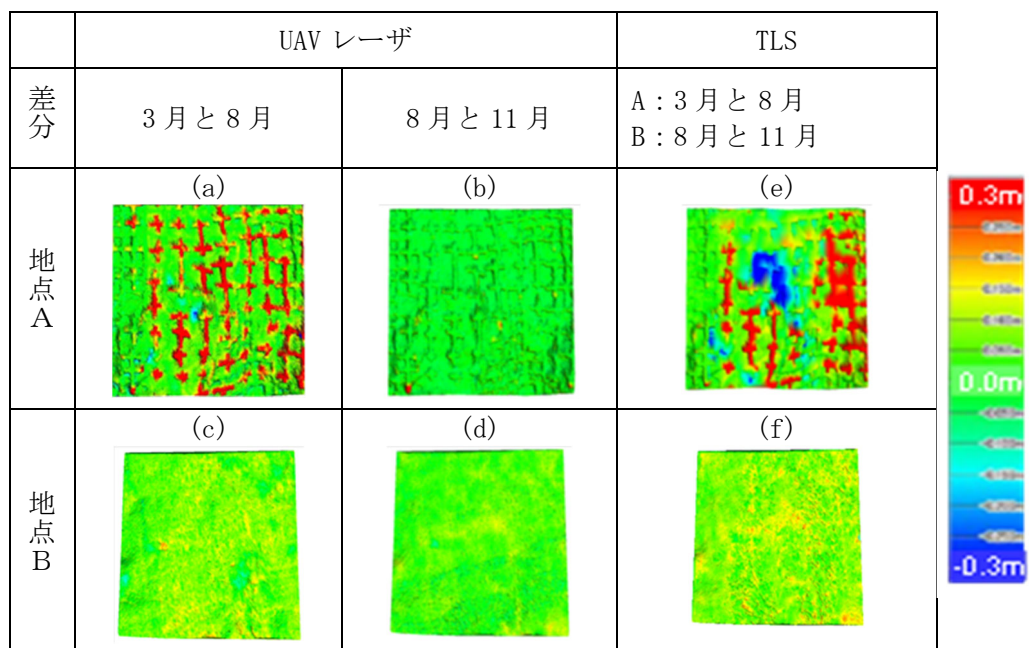 UAV レーザ
TLS
差分
3月と8月
8月と11月
A:3月と8月
B:8月と11月
地点A
(a)
(b)
(e)
地点B
(c)
(d)
(f)
0.3m
0.0m
-0.3m